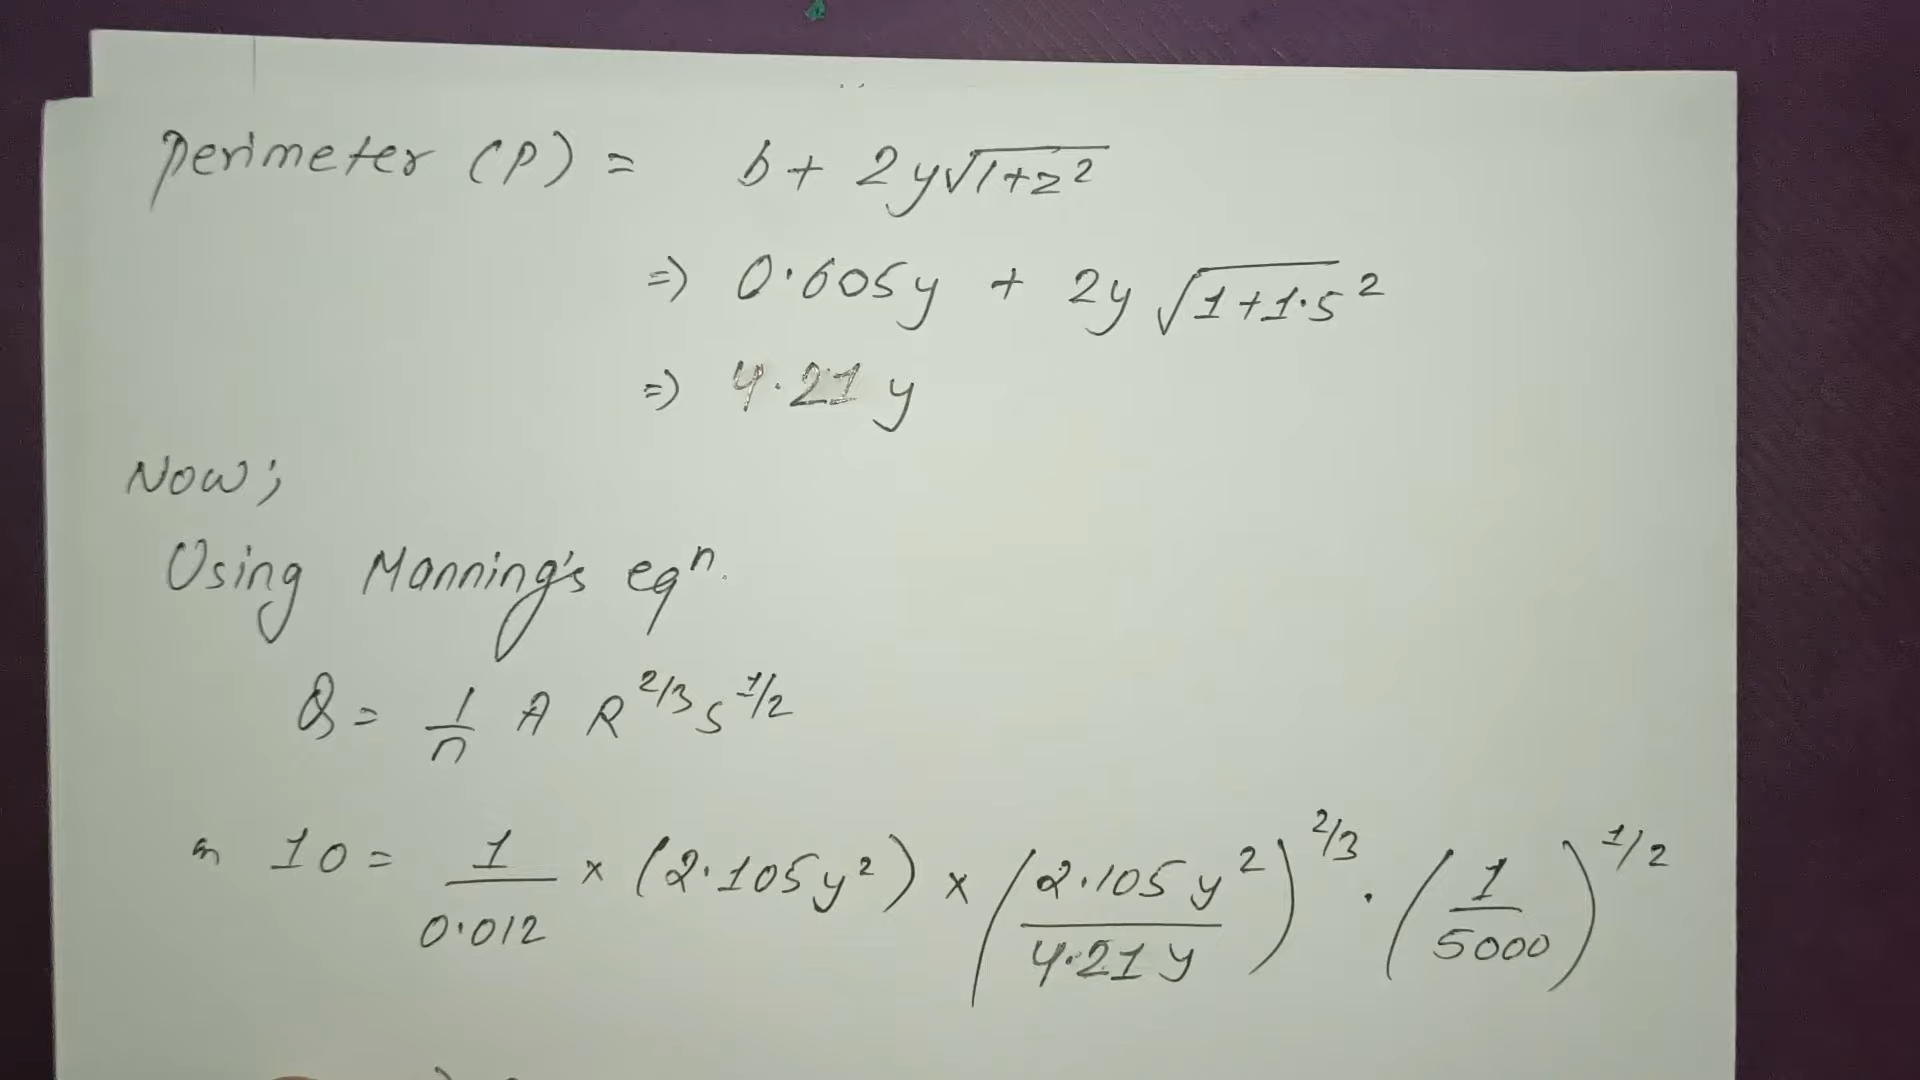 Perimeter (P) = b + 2y√1+z²
=> 0.605y + 2y √1+1.5²
=> 4.21 y
Now;
Using Manning's eqⁿ.
Q = 1/n A R^2/3 S^1/2
10 = 1/0.012 × (2.105y²) × (2.105y²/4.21y)^2/3 · (1/5000)^1/2